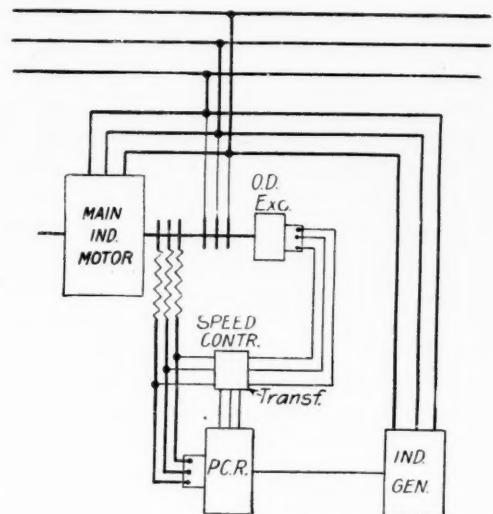 O.D.
Exc.
MAIN
IND.
MOTOR
SPEED
CONTR.
Transf.
P.C.R.
IND.
GEN.